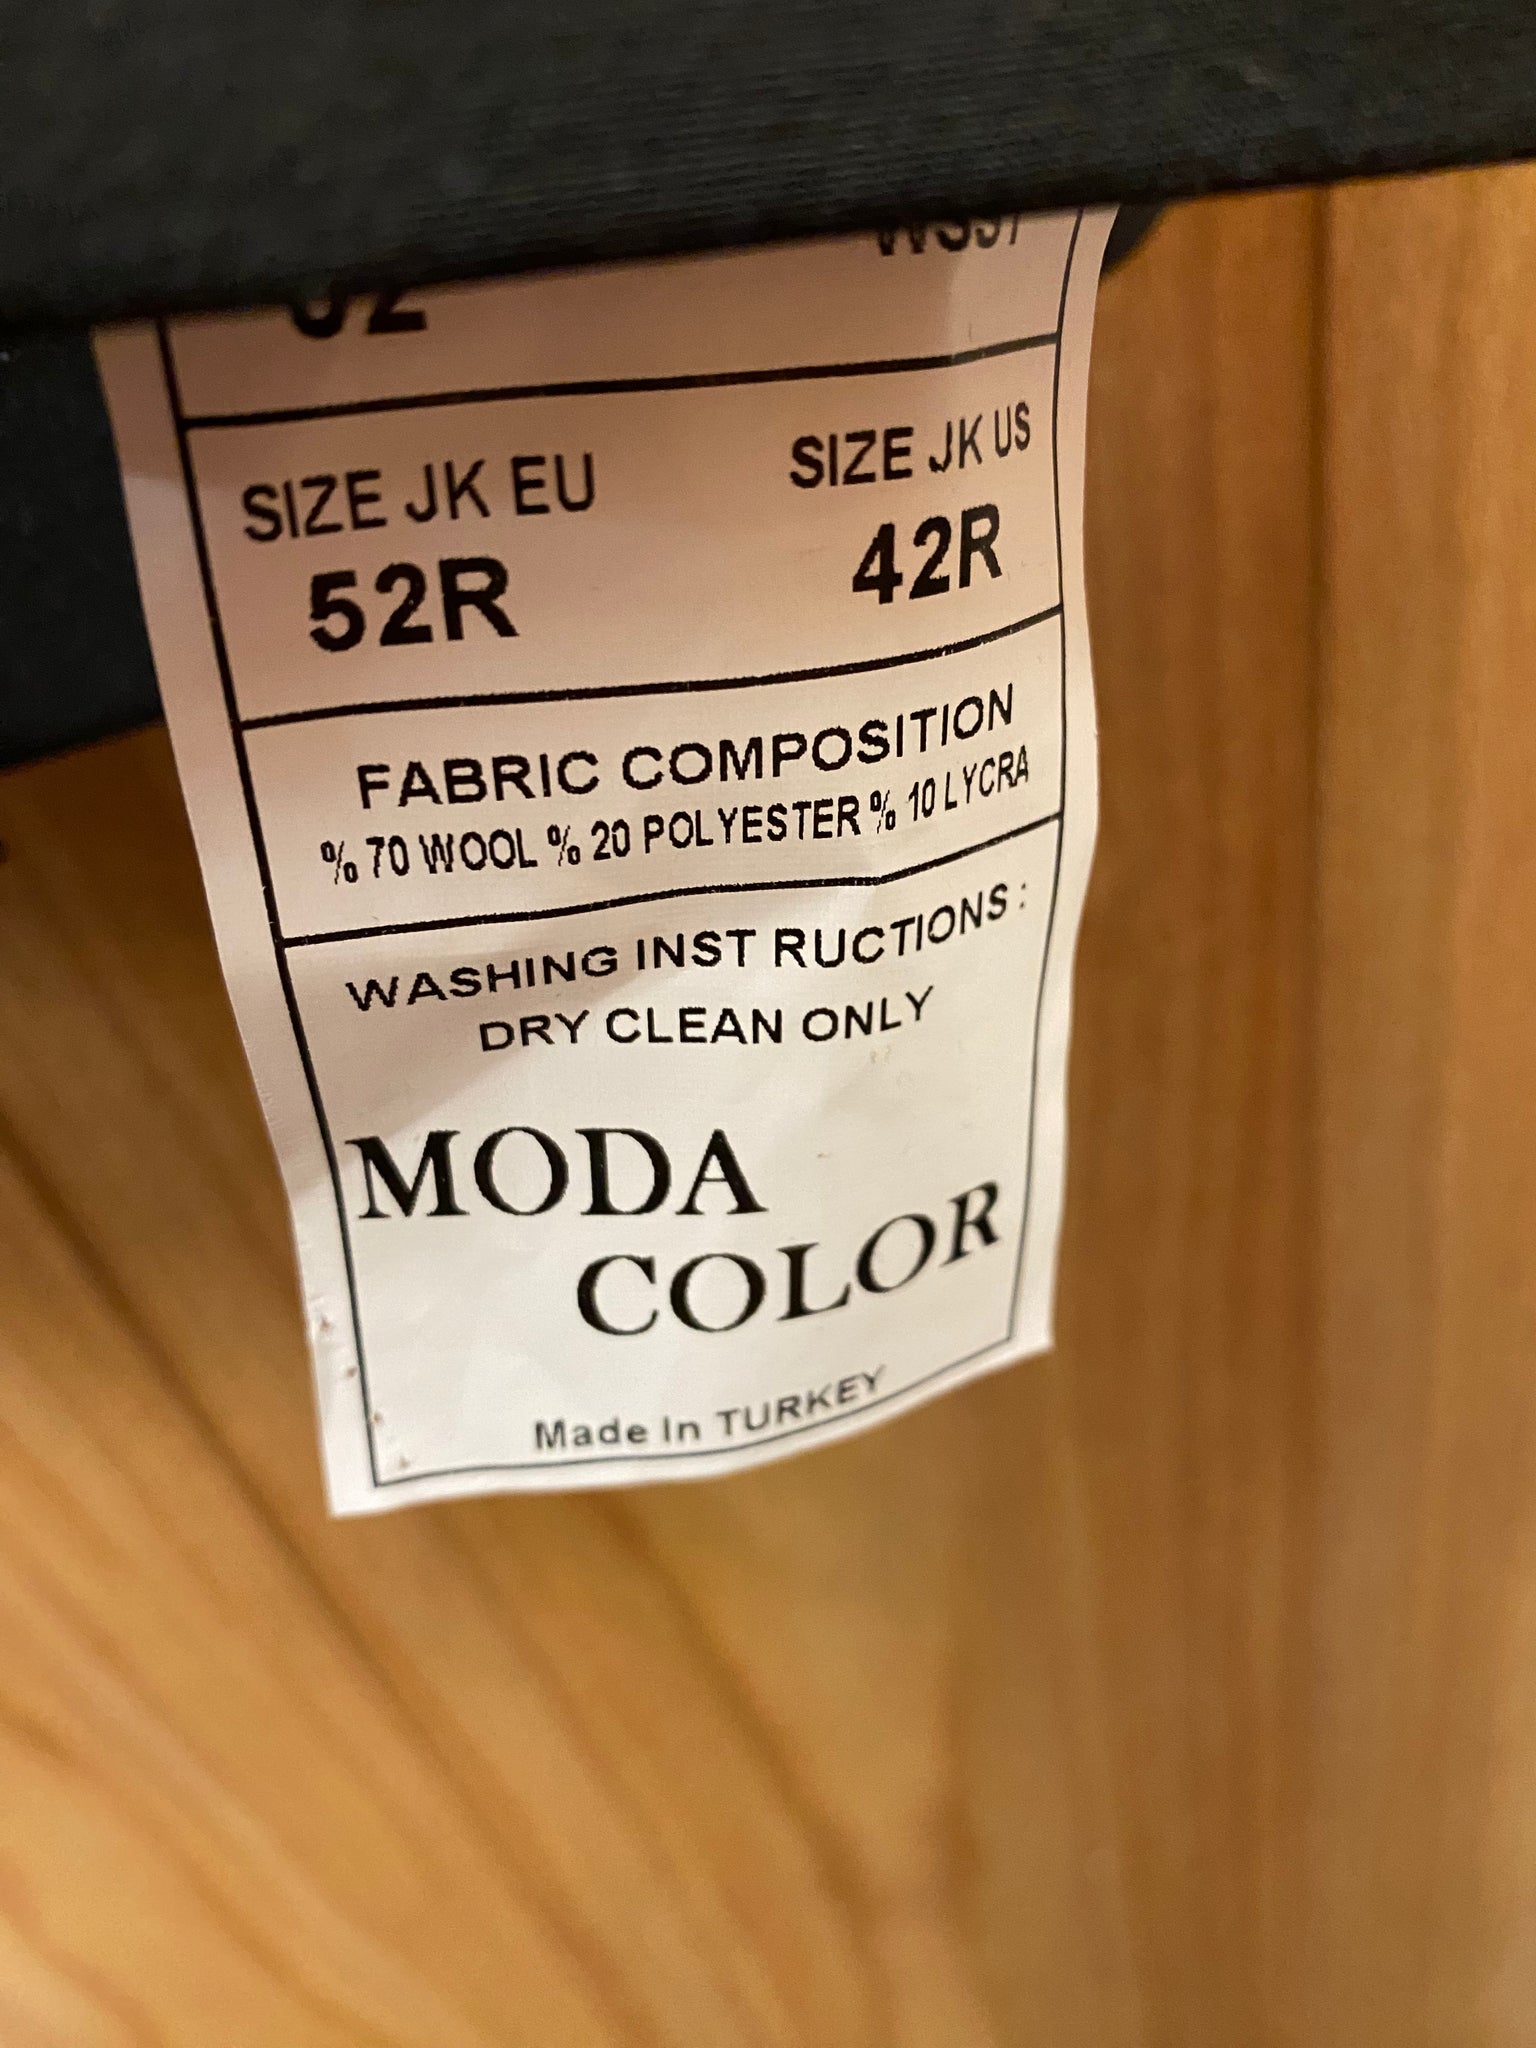 SIZE JK EU SIZE JK US
52R 42R
FABRIC COMPOSITION
% 70 WOOL % 20 POLYESTER % 10 LYCRA
WASHING INST RUCTIONS :
DRY CLEAN ONLY
MODA
COLOR
Made In TURKEY